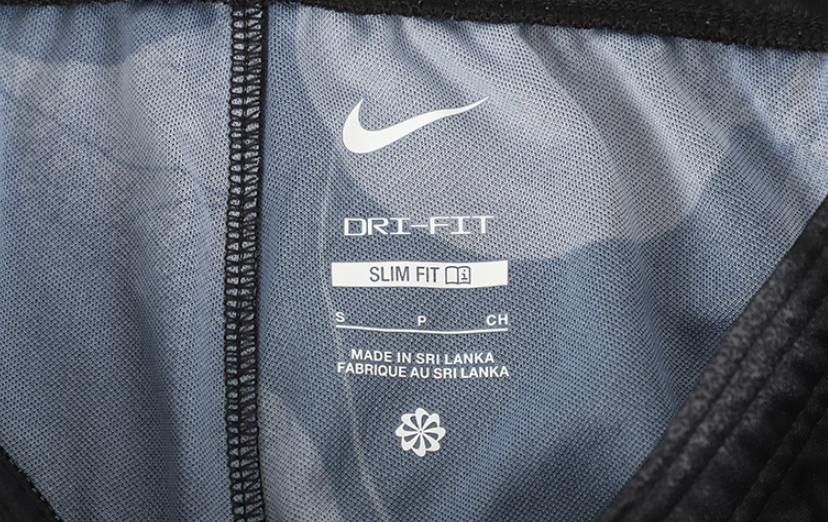 DRI-FIT
SLIM FIT
S P CH
MADE IN SRI LANKA
FABRIQUE AU SRI LANKA